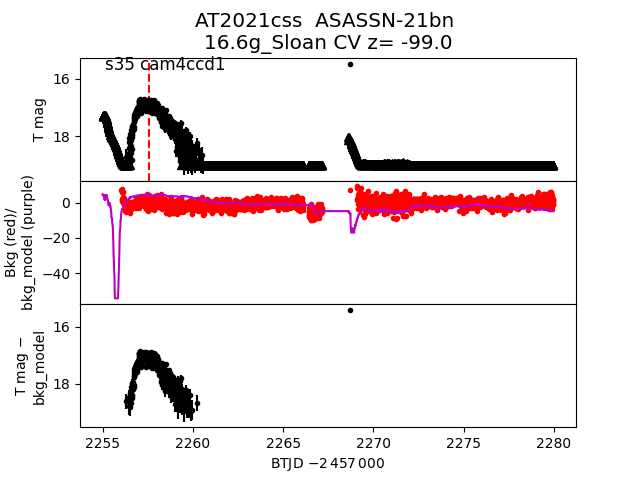 AT2021css ASASSN-21bn
16.6g_Sloan CV z= -99.0
s35 cam4ccd1
16
18
T mag
0
−20
−40
Bkg (red)/
bkg_model (purple)
16
18
T mag −
bkg_model
2255
2260
2265
2270
2275
2280
BTJD −2 457 000